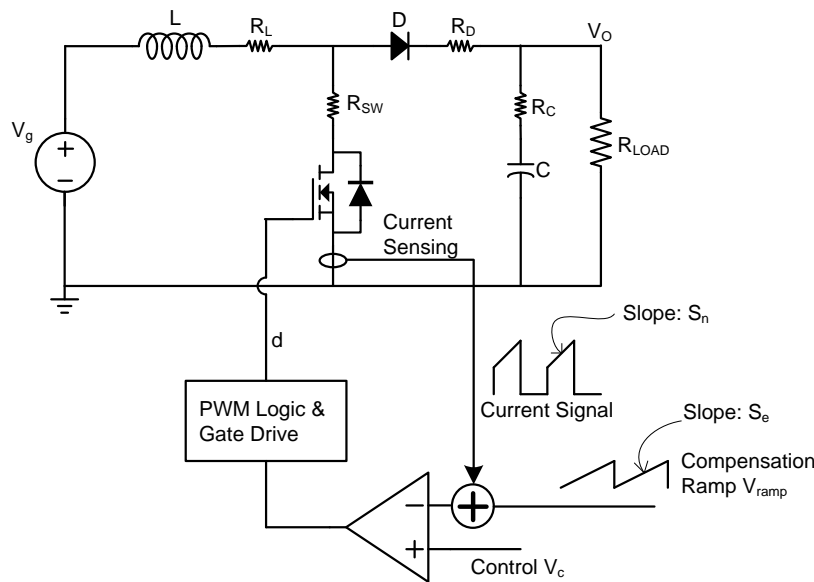 L
R_L
D
R_D
V_O
R_SW
R_C
V_g
+
−
R_LOAD
C
Current
Sensing
Slope: S_n
d
PWM Logic &
Gate Drive
Current Signal
Slope: S_e
Compensation
Ramp V_ramp
−
+
+
Control V_c